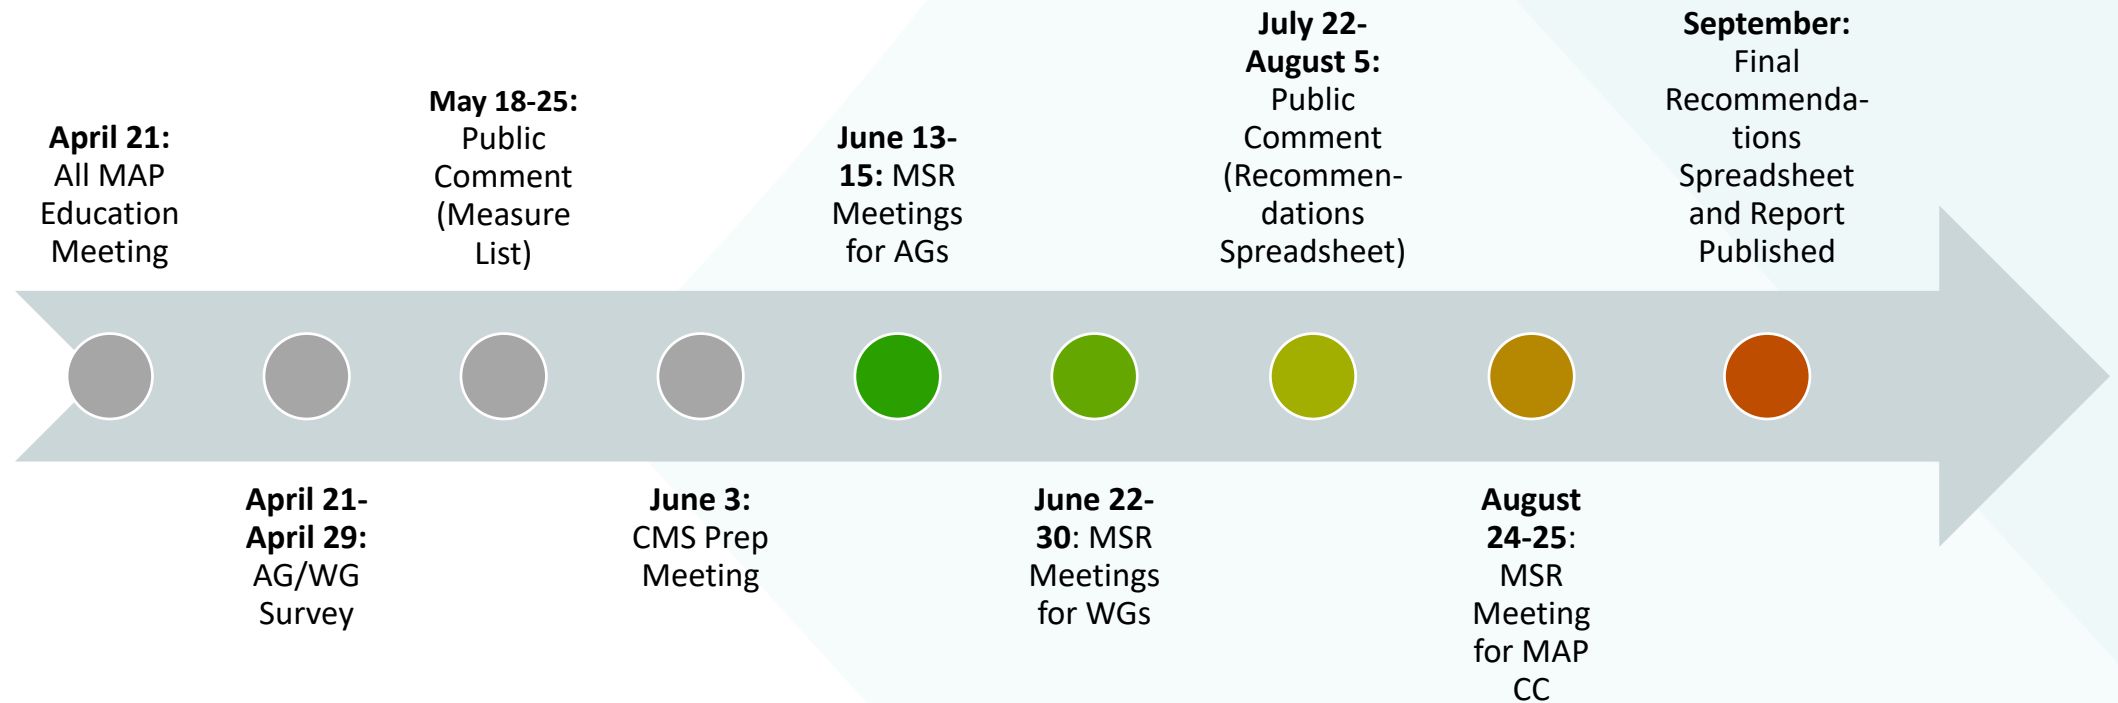 April 21:
All MAP
Education
Meeting
April 21-
April 29:
AG/WG
Survey
May 18-25:
Public
Comment
(Measure
List)
June 3:
CMS Prep
Meeting
June 13-
15: MSR
Meetings
for AGs
June 22-
30: MSR
Meetings
for WGs
July 22-
August 5:
Public
Comment
(Recommen-
dations
Spreadsheet)
August
24-25:
MSR
Meeting
for MAP
CC
September:
Final
Recommenda-
tions
Spreadsheet
and Report
Published